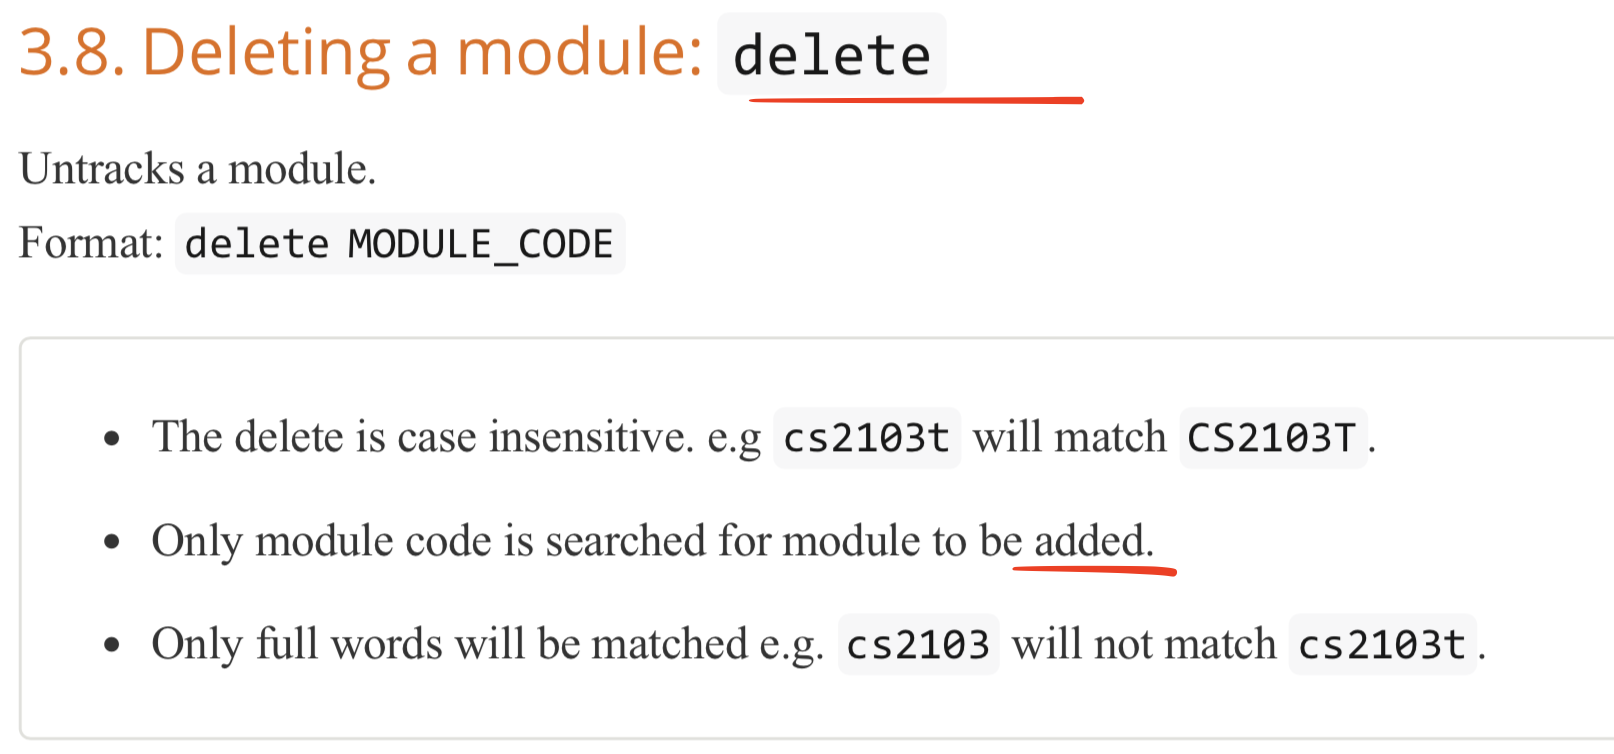 3.8. Deleting a module: delete
Untracks a module.
Format: delete MODULE_CODE
• The delete is case insensitive. e.g cs2103t will match CS2103T.
• Only module code is searched for module to be added.
• Only full words will be matched e.g. cs2103 will not match cs2103t.